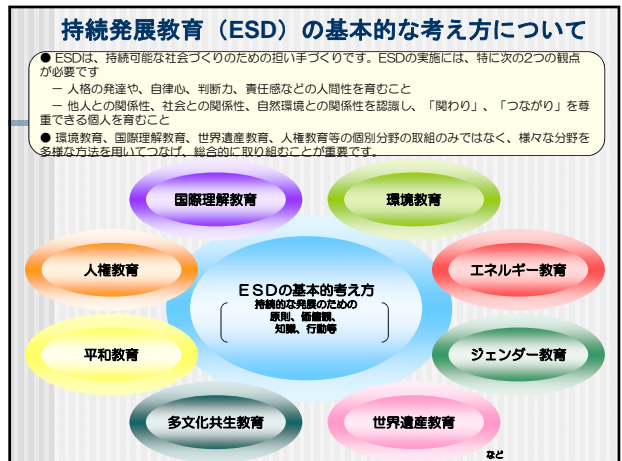 持続発展教育（ESD）の基本的な考え方について
● ESDは、持続可能な社会づくりのための担い手づくりです。ESDの実施には、特に次の2つの観点
が必要です
－ 人格の発達や、自律心、判断力、責任感などの人間性を育むこと
－ 他人との関係性、社会との関係性、自然環境との関係性を認識し、「関わり」、「つながり」を尊
重できる個人を育むこと
● 環境教育、国際理解教育、世界遺産教育、人権教育等の個別分野の取組のみではなく、様々な分野を
多様な方法を用いてつなげ、総合的に取り組むことが重要です。
国際理解教育
環境教育
人権教育
エネルギー教育
ESDの基本的考え方
持続的な発展のための
原則、価値観、
知識、行動等
平和教育
ジェンダー教育
多文化共生教育
世界遺産教育
など